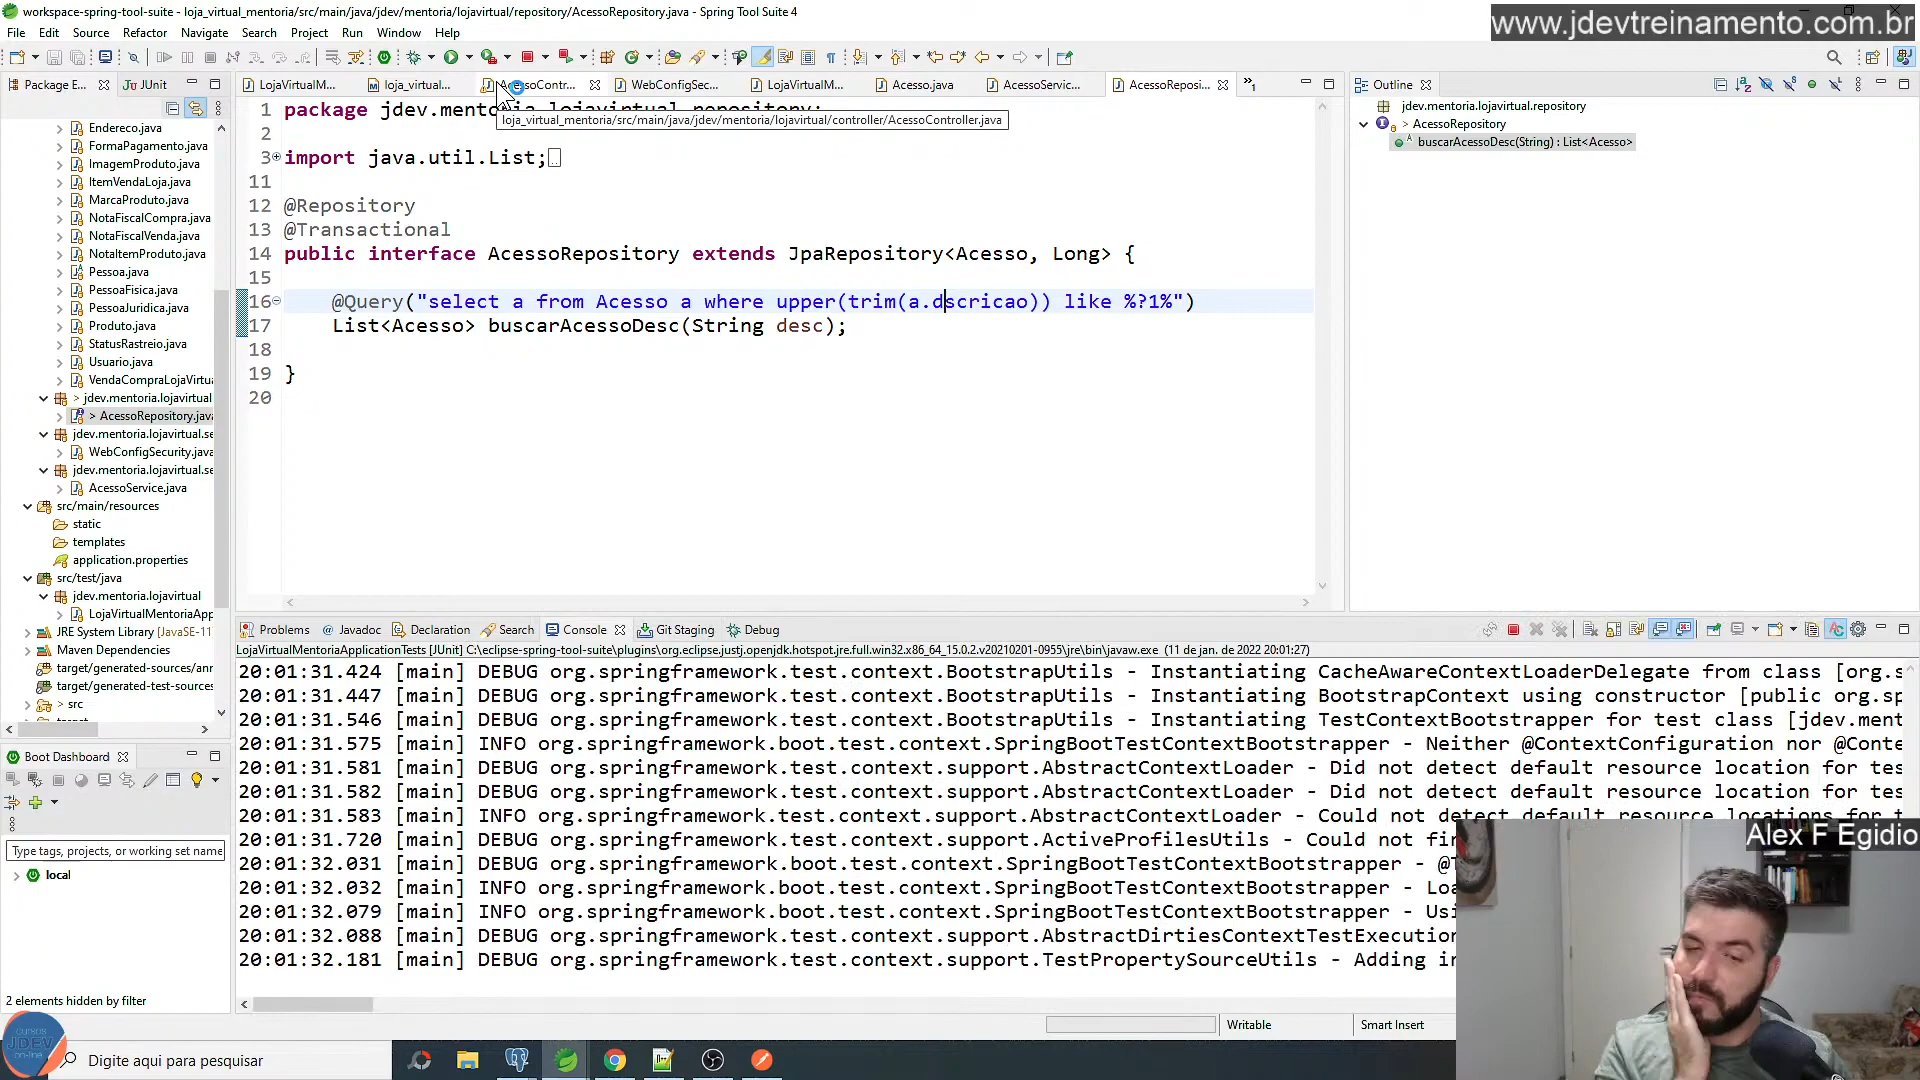 workspace-spring-tool-suite - loja_virtual_mentoria/src/main/java/jdev/mentoria/lojavirtual/repository/AcessoRepository.java - Spring Tool Suite 4
www.jdevtreinamento.com.br
File Edit Source Refactor Navigate Search Project Run Window Help
Package E... JUnit
LojaVirtualM... loja_virtual... WebConfigSec... LojaVirtualM... Acesso.java AcessoServic... AcessoReposi... 1
Outline
loja_virtual_mentoria/src/main/java/jdev/mentoria/lojavirtual/controller/AcessoController.java
1 package
2
3 import java.util.List;
11
12 @Repository
13 @Transactional
14 public interface AcessoRepository extends JpaRepository<Acesso, Long> {
15
16 @Query("select a from Acesso a where upper(trim(a.dscricao)) like %?1%")
17 List<Acesso> buscarAcessoDesc(String desc);
18
19 }
20
jdev.mentoria.lojavirtual.repository
> AcessoRepository
buscarAcessoDesc(String) : List<Acesso>
Endereco.java
FormaPagamento.java
ImagemProduto.java
ItemVendaLoja.java
MarcaProduto.java
NotaFiscalCompra.java
NotaFiscalVenda.java
NotaItemProduto.java
Pessoa.java
PessoaFisica.java
PessoaJuridica.java
Produto.java
StatusRastreio.java
Usuario.java
VendaCompraLojaVirtu
> jdev.mentoria.lojavirtual
> AcessoRepository.java
jdev.mentoria.lojavirtual.se
WebConfigSecurity.java
jdev.mentoria.lojavirtual.se
AcessoService.java
src/main/resources
static
templates
application.properties
src/test/java
jdev.mentoria.lojavirtual
LojaVirtualMentoriaApp
JRE System Library [JavaSE-11
Maven Dependencies
target/generated-sources/ann
target/generated-test-sources
> src
Boot Dashboard
Type tags, projects, or working set name
local
2 elements hidden by filter
Problems Javadoc Declaration Search Console Git Staging Debug
LojaVirtualMentoriaApplicationTests [JUnit] C:\eclipse-spring-tool-suite\plugins\org.eclipse.justj.openjdk.hotspot.jre.full.win32.x86_64_15.0.2.v20210201-0955\jre\bin\javaw.exe (11 de jan. de 2022 20:01:27)
20:01:31.424 [main] DEBUG org.springframework.test.context.BootstrapUtils - Instantiating CacheAwareContextLoaderDelegate from class [org.s
20:01:31.447 [main] DEBUG org.springframework.test.context.BootstrapUtils - Instantiating BootstrapContext using constructor [public org.sp
20:01:31.546 [main] DEBUG org.springframework.test.context.BootstrapUtils - Instantiating TestContextBootstrapper for test class [jdev.ment
20:01:31.575 [main] INFO org.springframework.boot.test.context.SpringBootTestContextBootstrapper - Neither @ContextConfiguration nor @Conte
20:01:31.581 [main] DEBUG org.springframework.test.context.support.AbstractContextLoader - Did not detect default resource location for tes
20:01:31.582 [main] DEBUG org.springframework.test.context.support.AbstractContextLoader - Did not detect default resource location for tes
20:01:31.583 [main] INFO org.springframework.test.context.support.AbstractContextLoader - Could not detect default resource locations for t
20:01:31.720 [main] DEBUG org.springframework.test.context.support.ActiveProfilesUtils - Could not fi
20:01:32.031 [main] DEBUG org.springframework.boot.test.context.SpringBootTestContextBootstrapper - @T
20:01:32.032 [main] INFO org.springframework.boot.test.context.SpringBootTestContextBootstrapper - Loa
20:01:32.079 [main] INFO org.springframework.boot.test.context.SpringBootTestContextBootstrapper - Usi
20:01:32.088 [main] DEBUG org.springframework.test.context.support.AbstractDirtiesContextTestExecution
20:01:32.181 [main] DEBUG org.springframework.test.context.support.TestPropertySourceUtils - Adding in
Alex F Egidio
Writable
Smart Insert
cursos
JDEV
on-line
Digite aqui para pesquisar